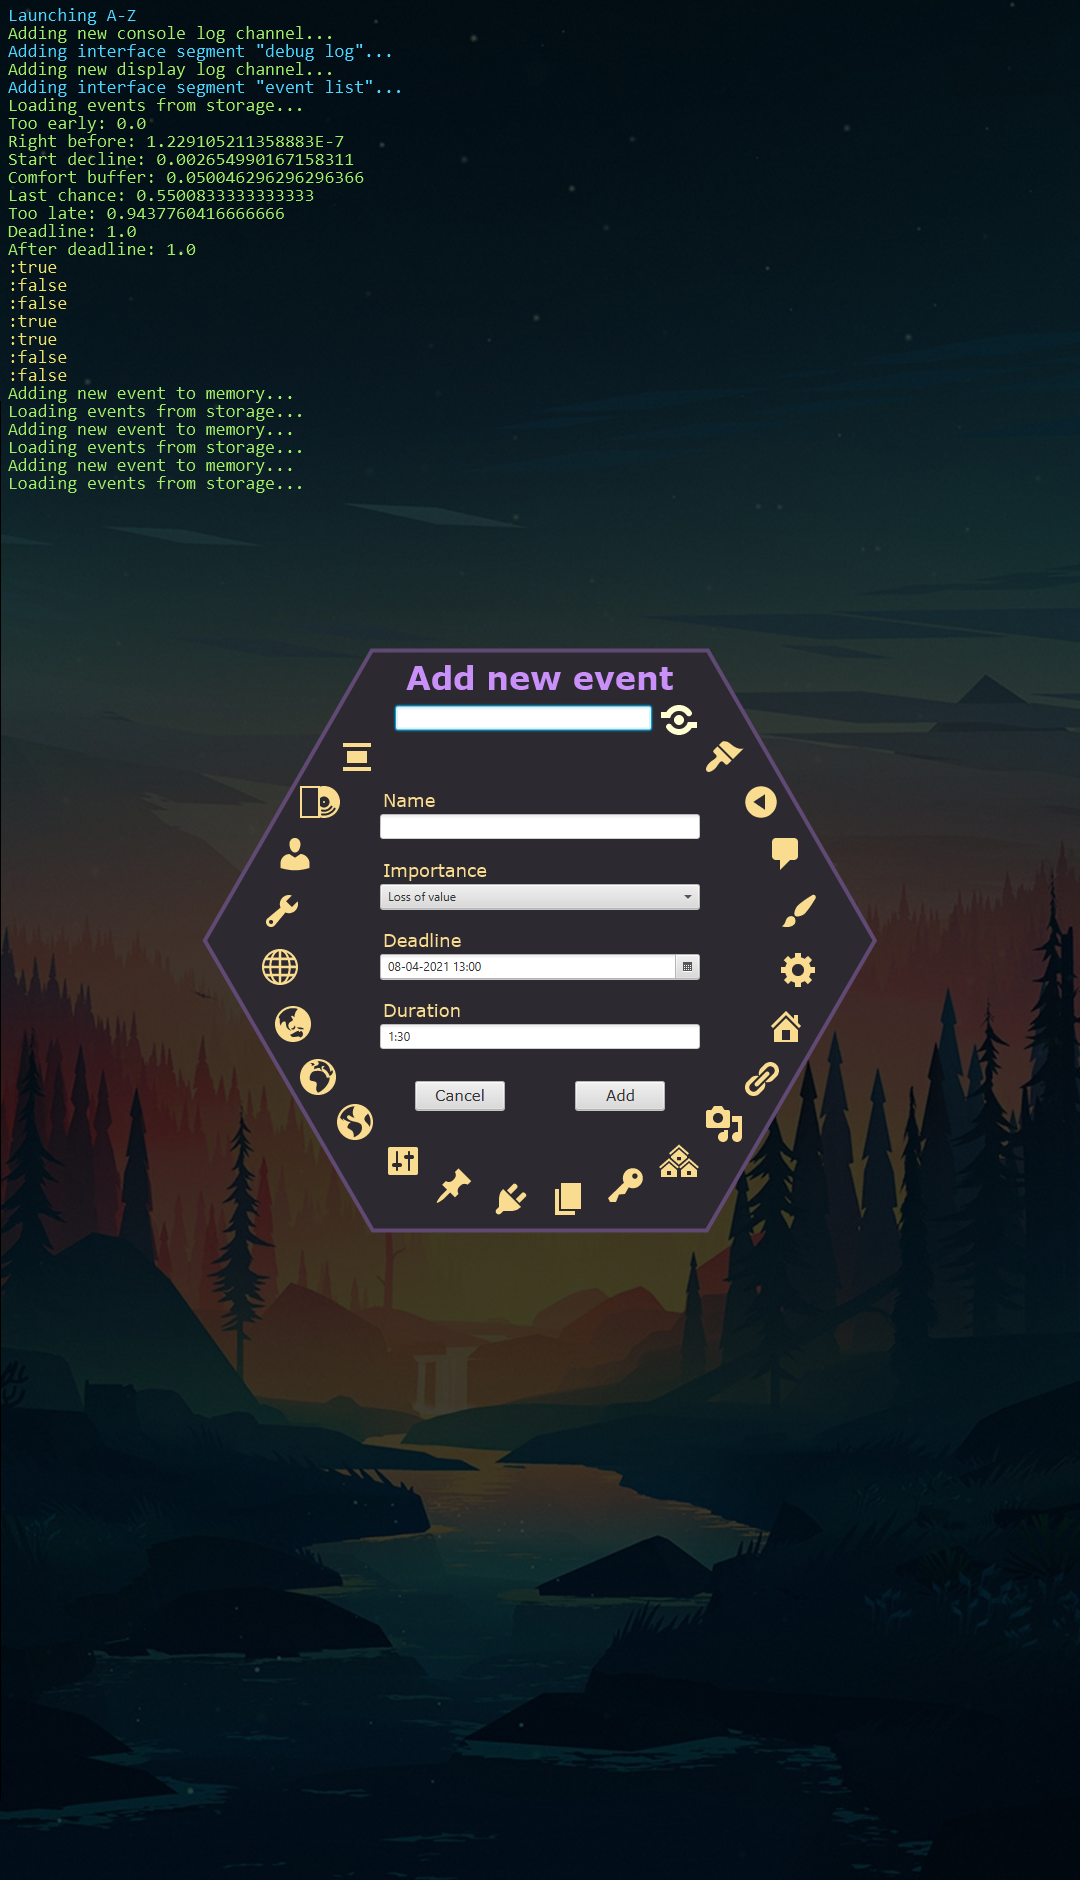 Launching A-Z
Adding new console log channel...
Adding interface segment "debug log"...
Adding new display log channel...
Adding interface segment "event list"...
Loading events from storage...
Too early: 0.0
Right before: 1.229105211358883E-7
Start decline: 0.002654990167158311
Comfort buffer: 0.050046296296296366
Last chance: 0.5500833333333333
Too late: 0.9437760416666666
Deadline: 1.0
After deadline: 1.0
:true
:false
:false
:true
:true
:false
:false
Adding new event to memory...
Loading events from storage...
Adding new event to memory...
Loading events from storage...
Adding new event to memory...
Loading events from storage...
Add new event
Name
Importance
Loss of value
Deadline
08-04-2021 13:00
Duration
1:30
Cancel Add